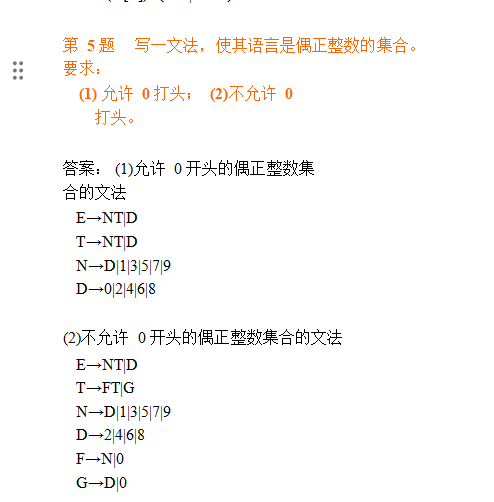 第 5题 写一文法，使其语言是偶正整数的集合。
要求：
(1) 允许 0打头； (2)不允许 0
打头。
答案： (1)允许 0开头的偶正整数集
合的文法
E→NT|D
T→NT|D
N→D|1|3|5|7|9
D→0|2|4|6|8
(2)不允许 0开头的偶正整数集合的文法
E→NT|D
T→FT|G
N→D|1|3|5|7|9
D→2|4|6|8
F→N|0
G→D|0